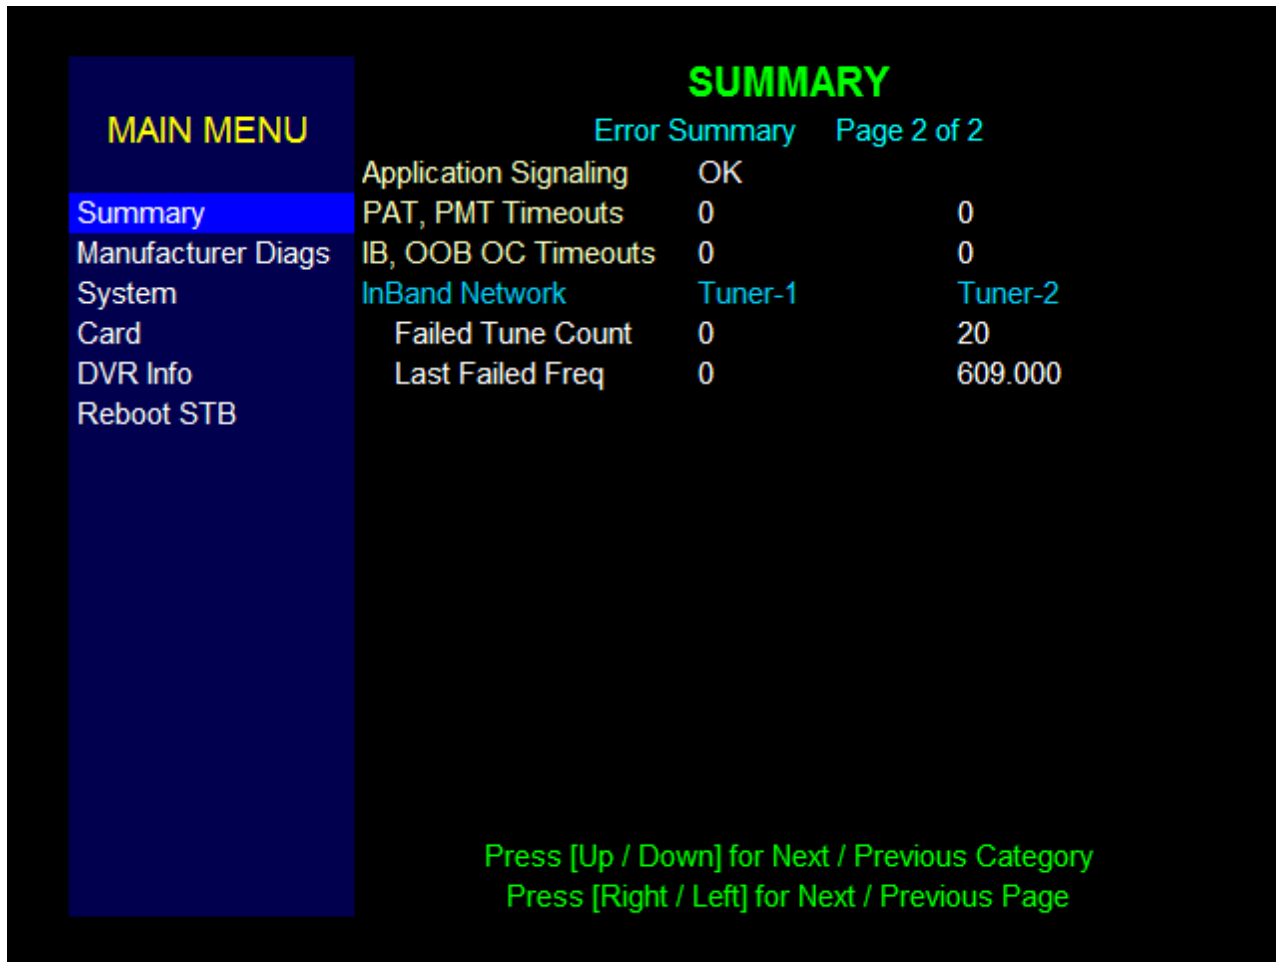 MAIN MENU
Summary
Manufacturer Diags
System
Card
DVR Info
Reboot STB
SUMMARY
Error Summary Page 2 of 2
Application Signaling OK
PAT, PMT Timeouts 0 0
IB, OOB OC Timeouts 0 0
InBand Network Tuner-1 Tuner-2
Failed Tune Count 0 20
Last Failed Freq 0 609.000
Press [Up / Down] for Next / Previous Category
Press [Right / Left] for Next / Previous Page